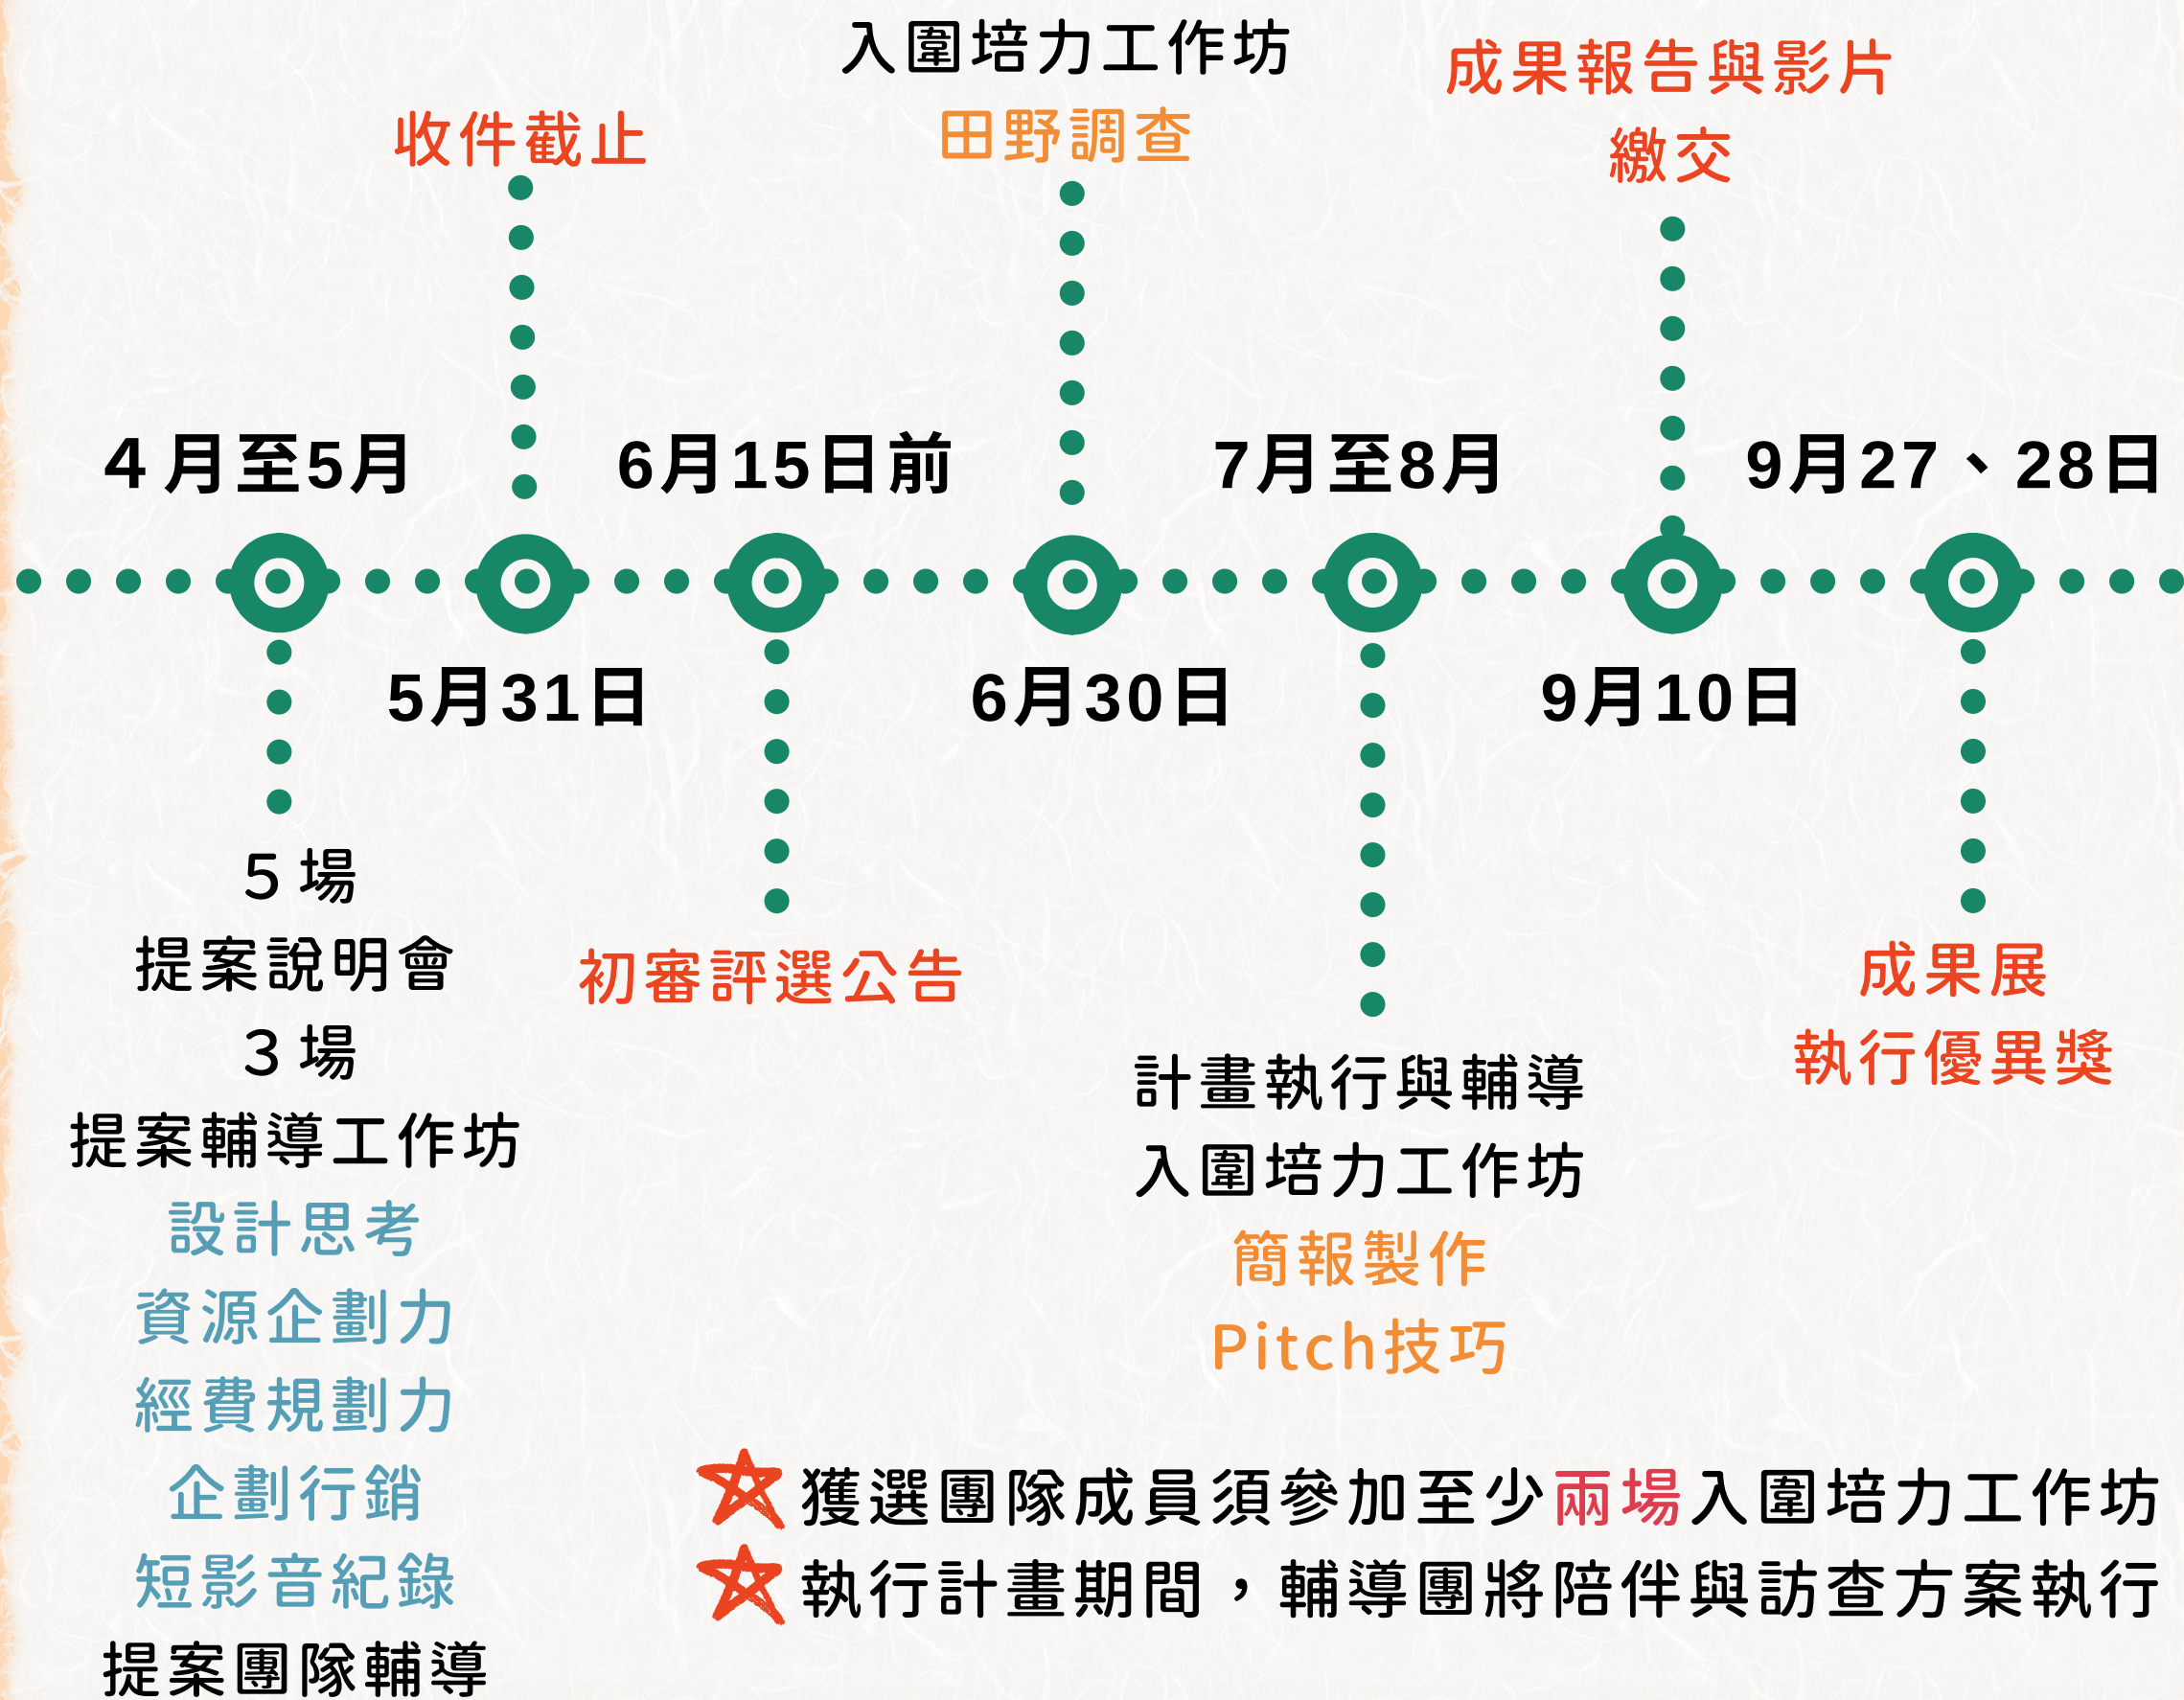 入圍培力工作坊
田野調查
成果報告與影片
繳交
收件截止
4 月至5月
6月15日前
7月至8月
9月27、28日
5月31日
6月30日
9月10日
5 場
提案說明會
3 場
提案輔導工作坊
設計思考
資源企劃力
經費規劃力
企劃行銷
短影音紀錄
提案團隊輔導
初審評選公告
計畫執行與輔導
入圍培力工作坊
簡報製作
Pitch技巧
成果展
執行優異獎
獲選團隊成員須參加至少兩場入圍培力工作坊
執行計畫期間，輔導團將陪伴與訪查方案執行